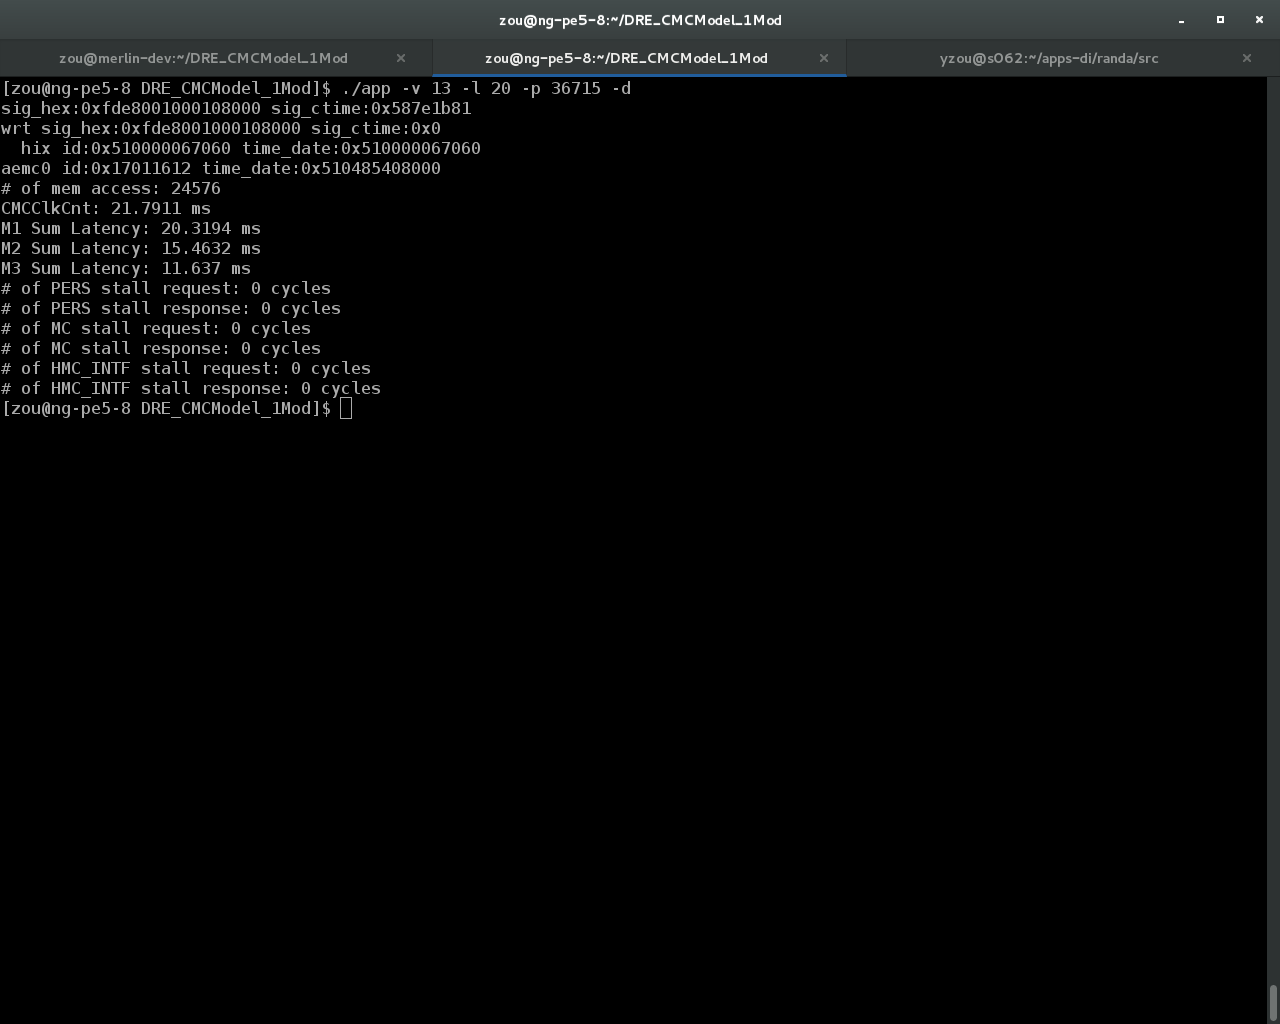 zou@ng-pe5-8:~/DRE_CMCModel_1Mod
zou@merlin-dev:~/DRE_CMCModel_1Mod
zou@ng-pe5-8:~/DRE_CMCModel_1Mod
yzou@s062:~/apps-di/randa/src
[zou@ng-pe5-8 DRE_CMCModel_1Mod]$ ./app -v 13 -l 20 -p 36715 -d
sig_hex:0xfde8001000108000 sig_ctime:0x587e1b81
wrt sig_hex:0xfde8001000108000 sig_ctime:0x0
  hix id:0x510000067060 time_date:0x510000067060
aemc0 id:0x17011612 time_date:0x510485408000
# of mem access: 24576
CMCClkCnt: 21.7911 ms
M1 Sum Latency: 20.3194 ms
M2 Sum Latency: 15.4632 ms
M3 Sum Latency: 11.637 ms
# of PERS stall request: 0 cycles
# of PERS stall response: 0 cycles
# of MC stall request: 0 cycles
# of MC stall response: 0 cycles
# of HMC_INTF stall request: 0 cycles
# of HMC_INTF stall response: 0 cycles
[zou@ng-pe5-8 DRE_CMCModel_1Mod]$